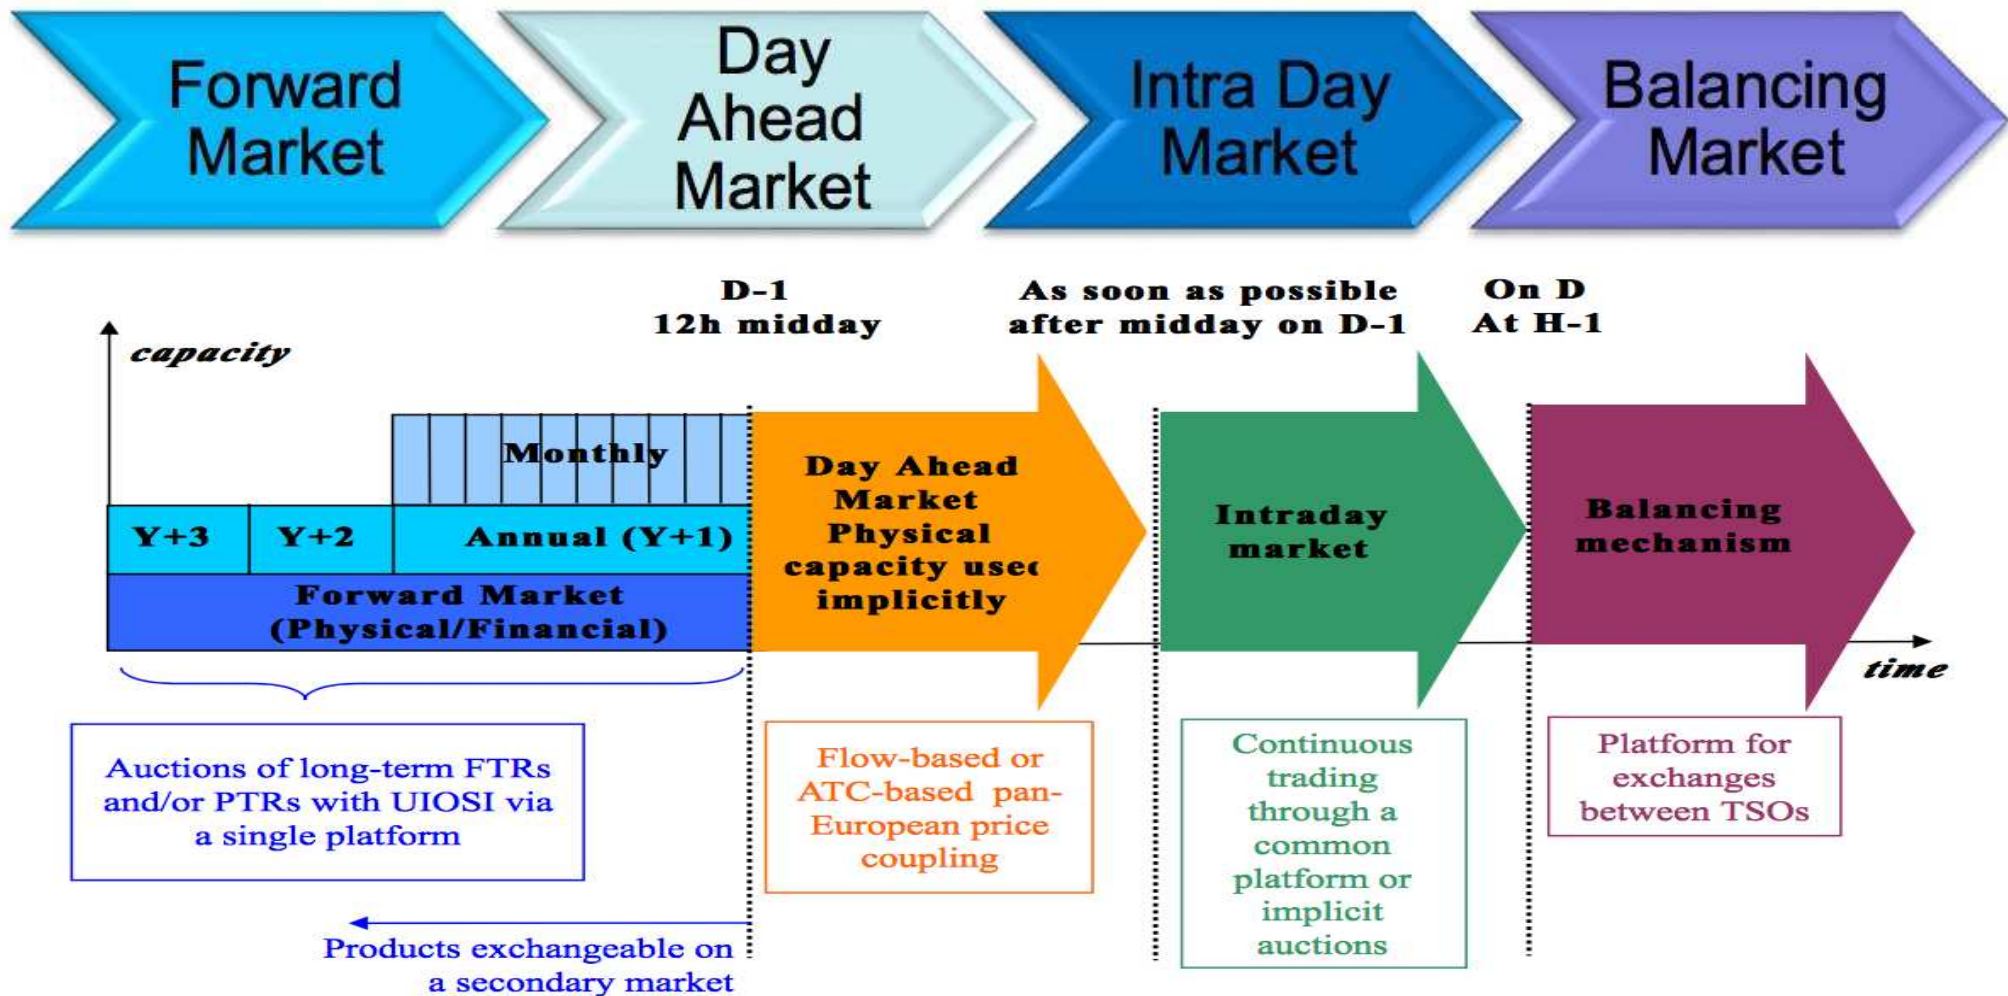 Forward
Market
Day
Ahead
Market
Intra Day
Market
Balancing
Market
D-1
12h midday
As soon as possible
after midday on D-1
On D
At H-1
capacity
Monthly
Y+3
Y+2
Annual (Y+1)
Forward Market
(Physical/Financial)
Day Ahead
Market
Physical
capacity used
implicitly
Intraday
market
Balancing
mechanism
time
Auctions of long-term FTRs
and/or PTRs with UIOSI via
a single platform
Flow-based or
ATC-based pan-
European price
coupling
Continuous
trading
through a
common
platform or
implicit
auctions
Platform for
exchanges
between TSOs
Products exchangeable on
a secondary market